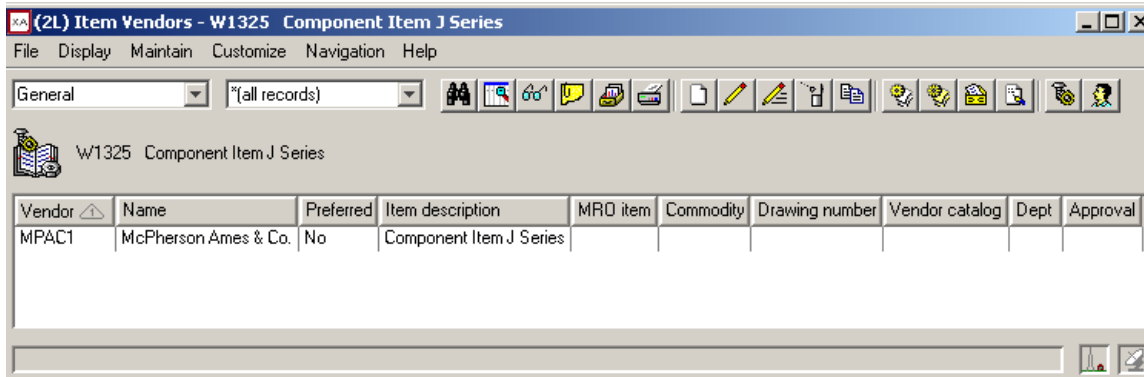 XA (2L) Item Vendors - W1325 Component Item J Series
File Display Maintain Customize Navigation Help
General *(all records)
W1325 Component Item J Series
Vendor 1 Name Preferred Item description MRO item Commodity Drawing number Vendor catalog Dept Approval
MPAC1 McPherson Ames & Co. No Component Item J Series